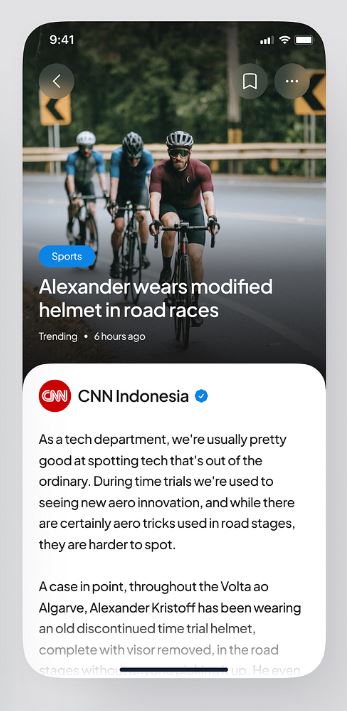 9:41
Sports
Alexander wears modified
helmet in road races
Trending • 6 hours ago
CNN
CNN Indonesia
As a tech department, we're usually pretty
good at spotting tech that's out of the
ordinary. During time trials we're used to
seeing new aero innovation, and while there
are certainly aero tricks used in road stages,
they are harder to spot.
A case in point, throughout the Volta ao
Algarve, Alexander Kristoff has been wearing
an old discontinued time trial helmet,
complete with visor removed, in the road
stages without up. He even